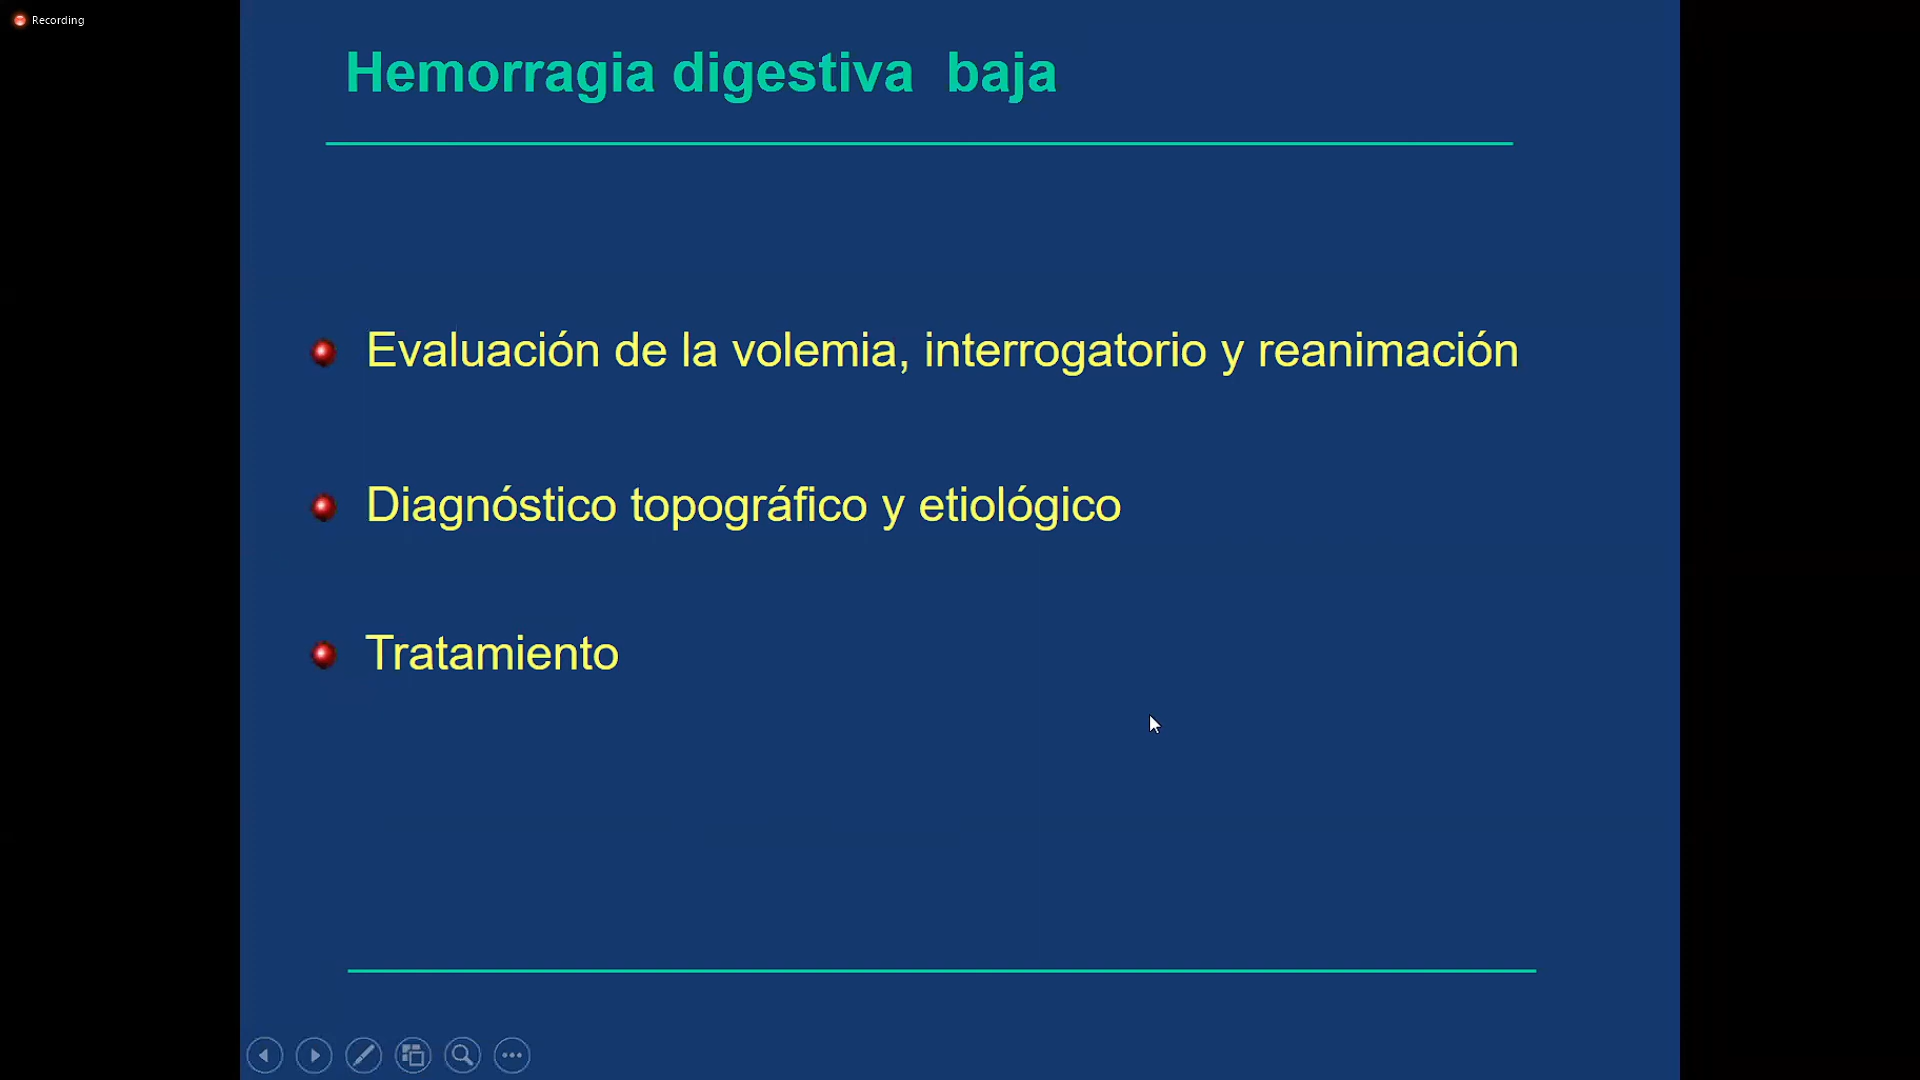 Recording
Hemorragia digestiva  baja
Evaluación de la volemia, interrogatorio y reanimación
Diagnóstico topográfico y etiológico
Tratamiento